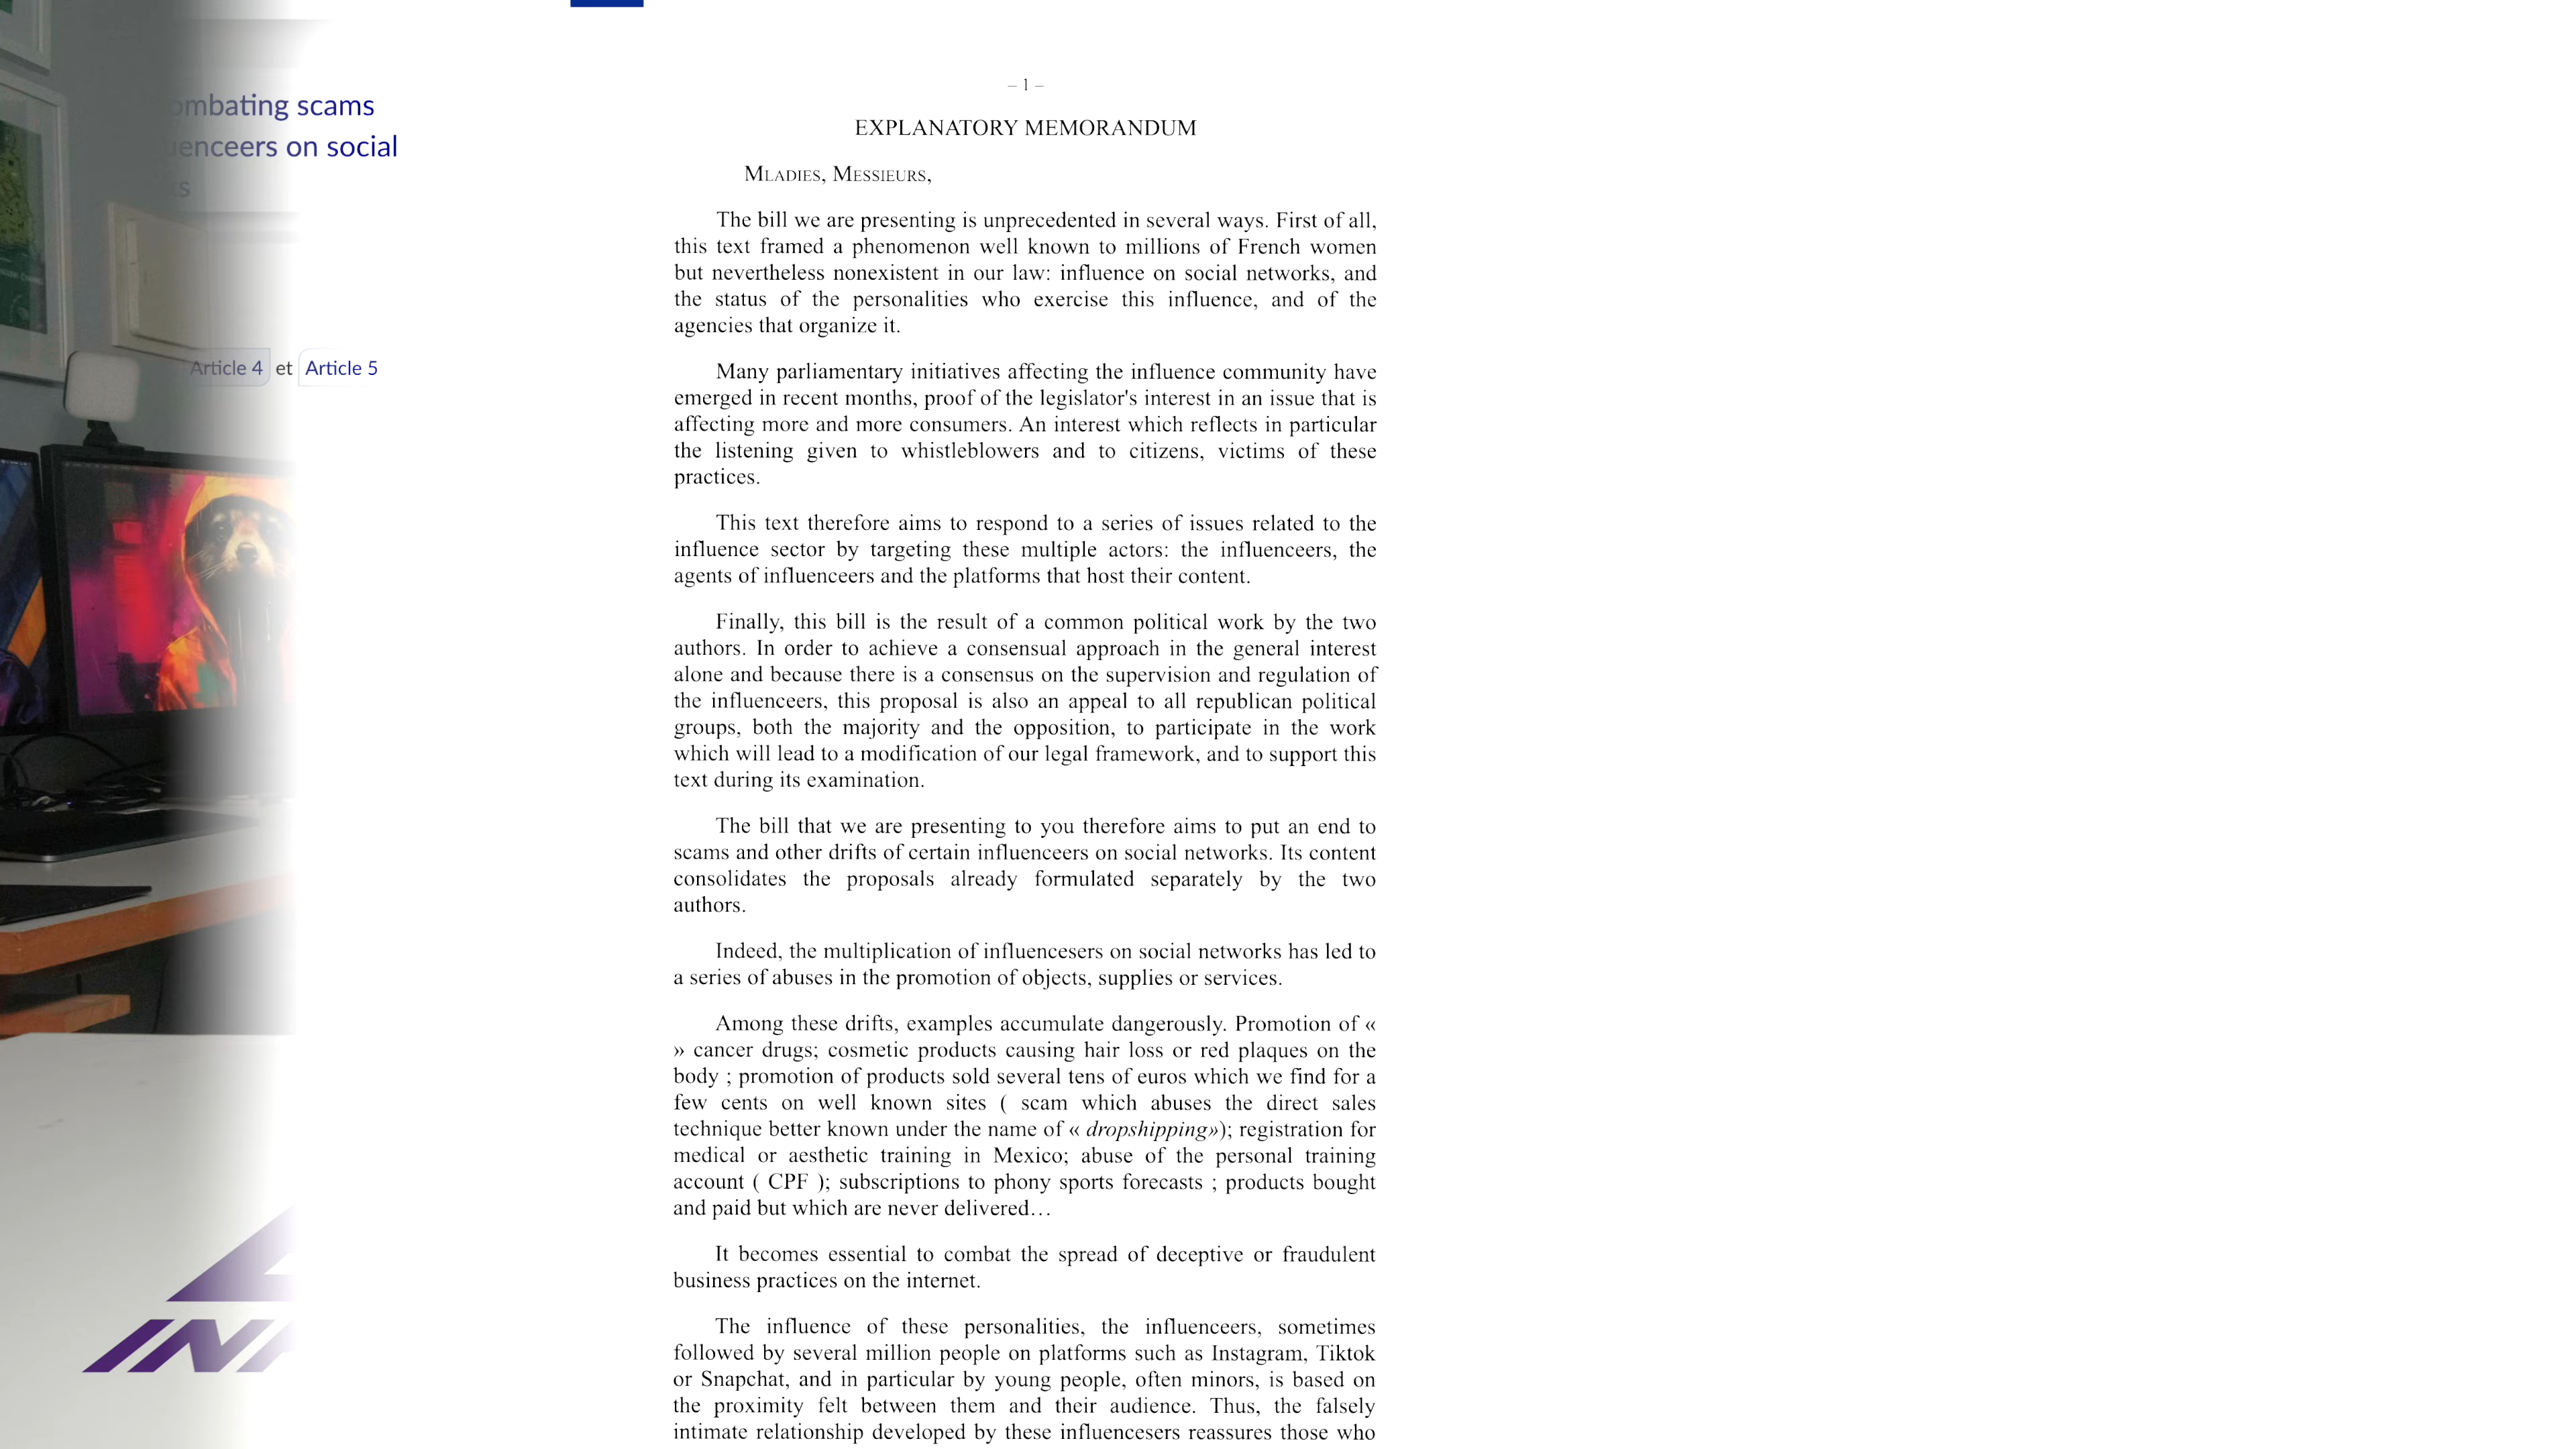 ombating scams
uenceers on social
s
Article 4 et Article 5
– 1 –
EXPLANATORY MEMORANDUM
MLADIES, MESSIEURS,
The bill we are presenting is unprecedented in several ways. First of all,
this text framed a phenomenon well known to millions of French women
but nevertheless nonexistent in our law: influence on social networks, and
the status of the personalities who exercise this influence, and of the
agencies that organize it.
Many parliamentary initiatives affecting the influence community have
emerged in recent months, proof of the legislator's interest in an issue that is
affecting more and more consumers. An interest which reflects in particular
the listening given to whistleblowers and to citizens, victims of these
practices.
This text therefore aims to respond to a series of issues related to the
influence sector by targeting these multiple actors: the influenceers, the
agents of influenceers and the platforms that host their content.
Finally, this bill is the result of a common political work by the two
authors. In order to achieve a consensual approach in the general interest
alone and because there is a consensus on the supervision and regulation of
the influenceers, this proposal is also an appeal to all republican political
groups, both the majority and the opposition, to participate in the work
which will lead to a modification of our legal framework, and to support this
text during its examination.
The bill that we are presenting to you therefore aims to put an end to
scams and other drifts of certain influenceers on social networks. Its content
consolidates the proposals already formulated separately by the two
authors.
Indeed, the multiplication of influencesers on social networks has led to
a series of abuses in the promotion of objects, supplies or services.
Among these drifts, examples accumulate dangerously. Promotion of «
» cancer drugs; cosmetic products causing hair loss or red plaques on the
body ; promotion of products sold several tens of euros which we find for a
few cents on well known sites ( scam which abuses the direct sales
technique better known under the name of « dropshipping»); registration for
medical or aesthetic training in Mexico; abuse of the personal training
account ( CPF ); subscriptions to phony sports forecasts ; products bought
and paid but which are never delivered…
It becomes essential to combat the spread of deceptive or fraudulent
business practices on the internet.
The influence of these personalities, the influenceers, sometimes
followed by several million people on platforms such as Instagram, Tiktok
or Snapchat, and in particular by young people, often minors, is based on
the proximity felt between them and their audience. Thus, the falsely
intimate relationship developed by these influencesers reassures those who